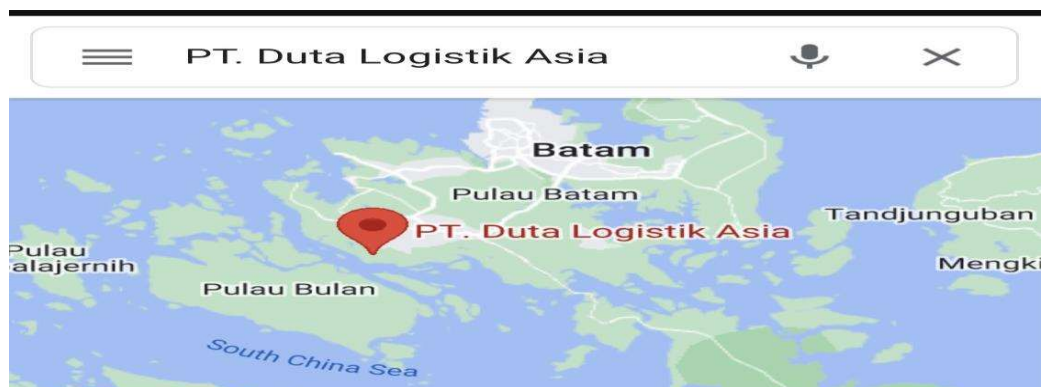 PT. Duta Logistik Asia
Batam
Pulau Batam
Tandjunguban
PT. Duta Logistik Asia
Pulau
alajernih
Mengki
Pulau Bulan
South China Sea